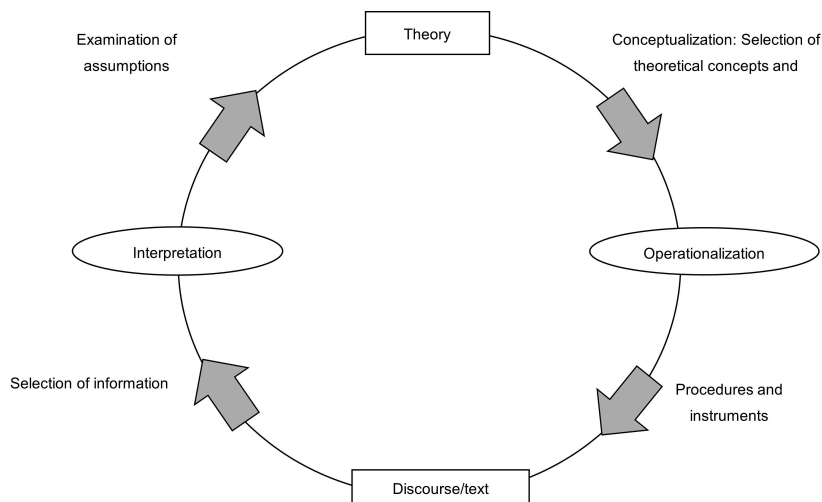 Theory
Examination of
assumptions
Conceptualization: Selection of
theoretical concepts and
Interpretation
Operationalization
Selection of information
Procedures and
instruments
Discourse/text